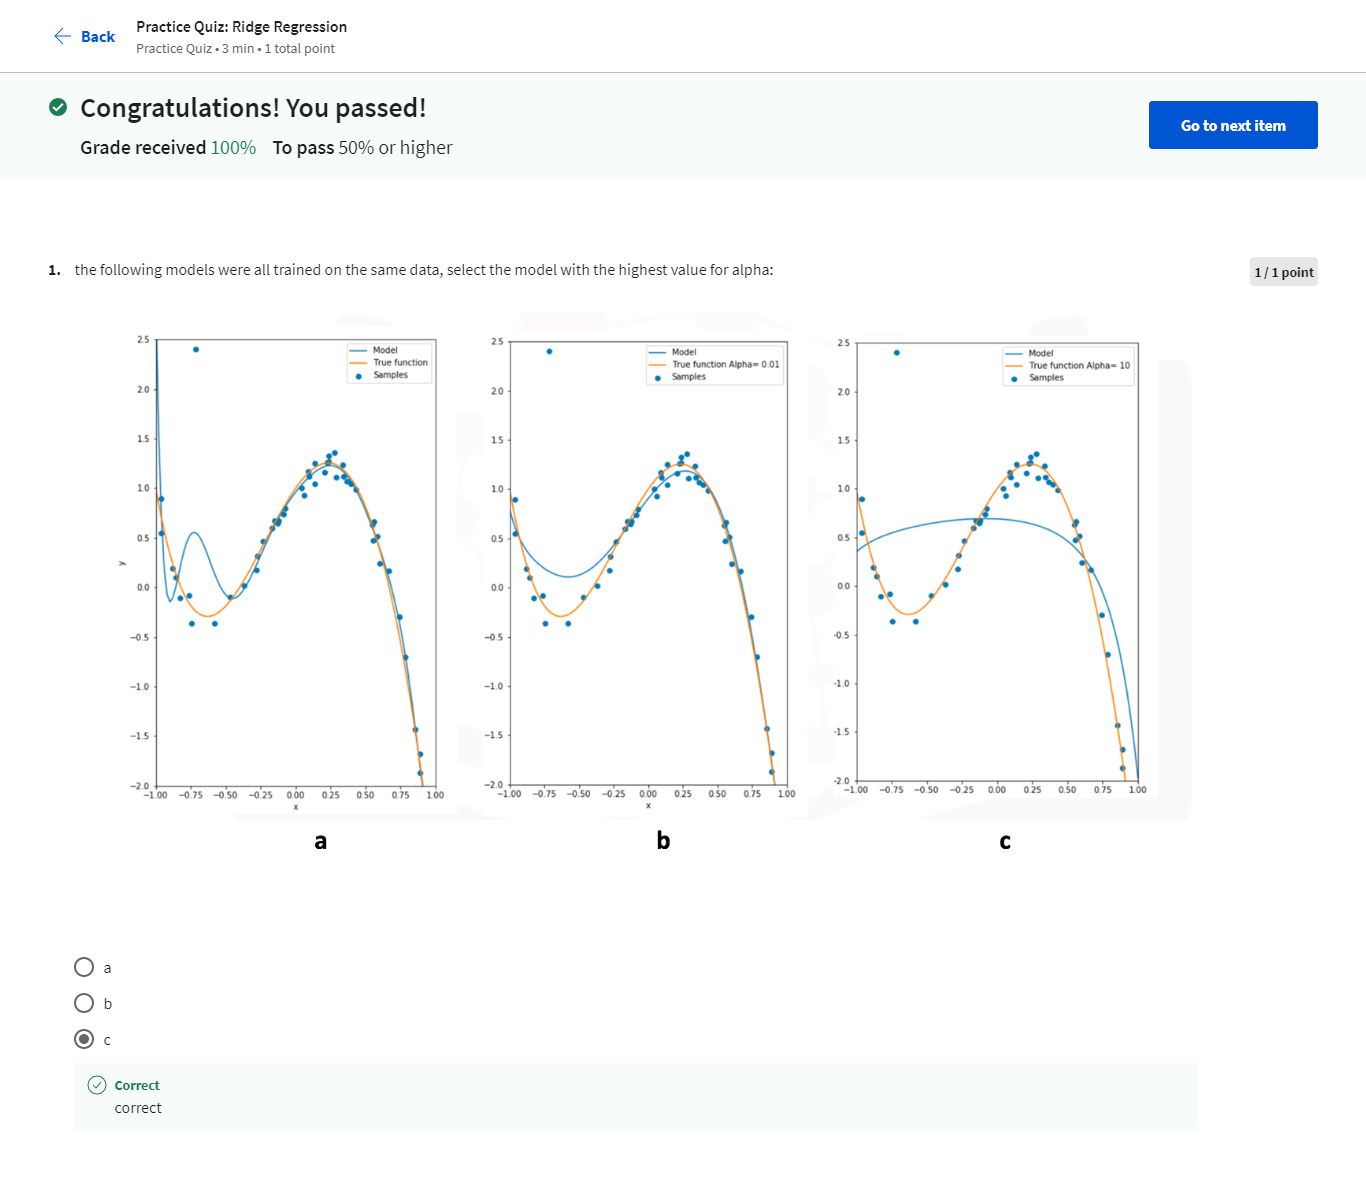 Back
Practice Quiz: Ridge Regression
Practice Quiz • 3 min • 1 total point
Congratulations! You passed!
Grade received 100% To pass 50% or higher
Go to next item
1. the following models were all trained on the same data, select the model with the highest value for alpha:
1 / 1 point
2.5
2.0
1.5
1.0
0.5
0.0
−0.5
−1.0
−1.5
−2.0
y
Model
True function
Samples
−1.00 −0.75 −0.50 −0.25 0.00 0.25 0.50 0.75 1.00
x
a
2.5
2.0
1.5
1.0
0.5
0.0
−0.5
−1.0
−1.5
−2.0
Model
True function Alpha= 0.01
Samples
−1.00 −0.75 −0.50 −0.25 0.00 0.25 0.50 0.75 1.00
x
b
2.5
2.0
1.5
1.0
0.5
0.0
-0.5
-1.0
-1.5
-2.0
Model
True function Alpha= 10
Samples
−1.00 −0.75 −0.50 −0.25 0.00 0.25 0.50 0.75 1.00
c
a
b
c
Correct
correct